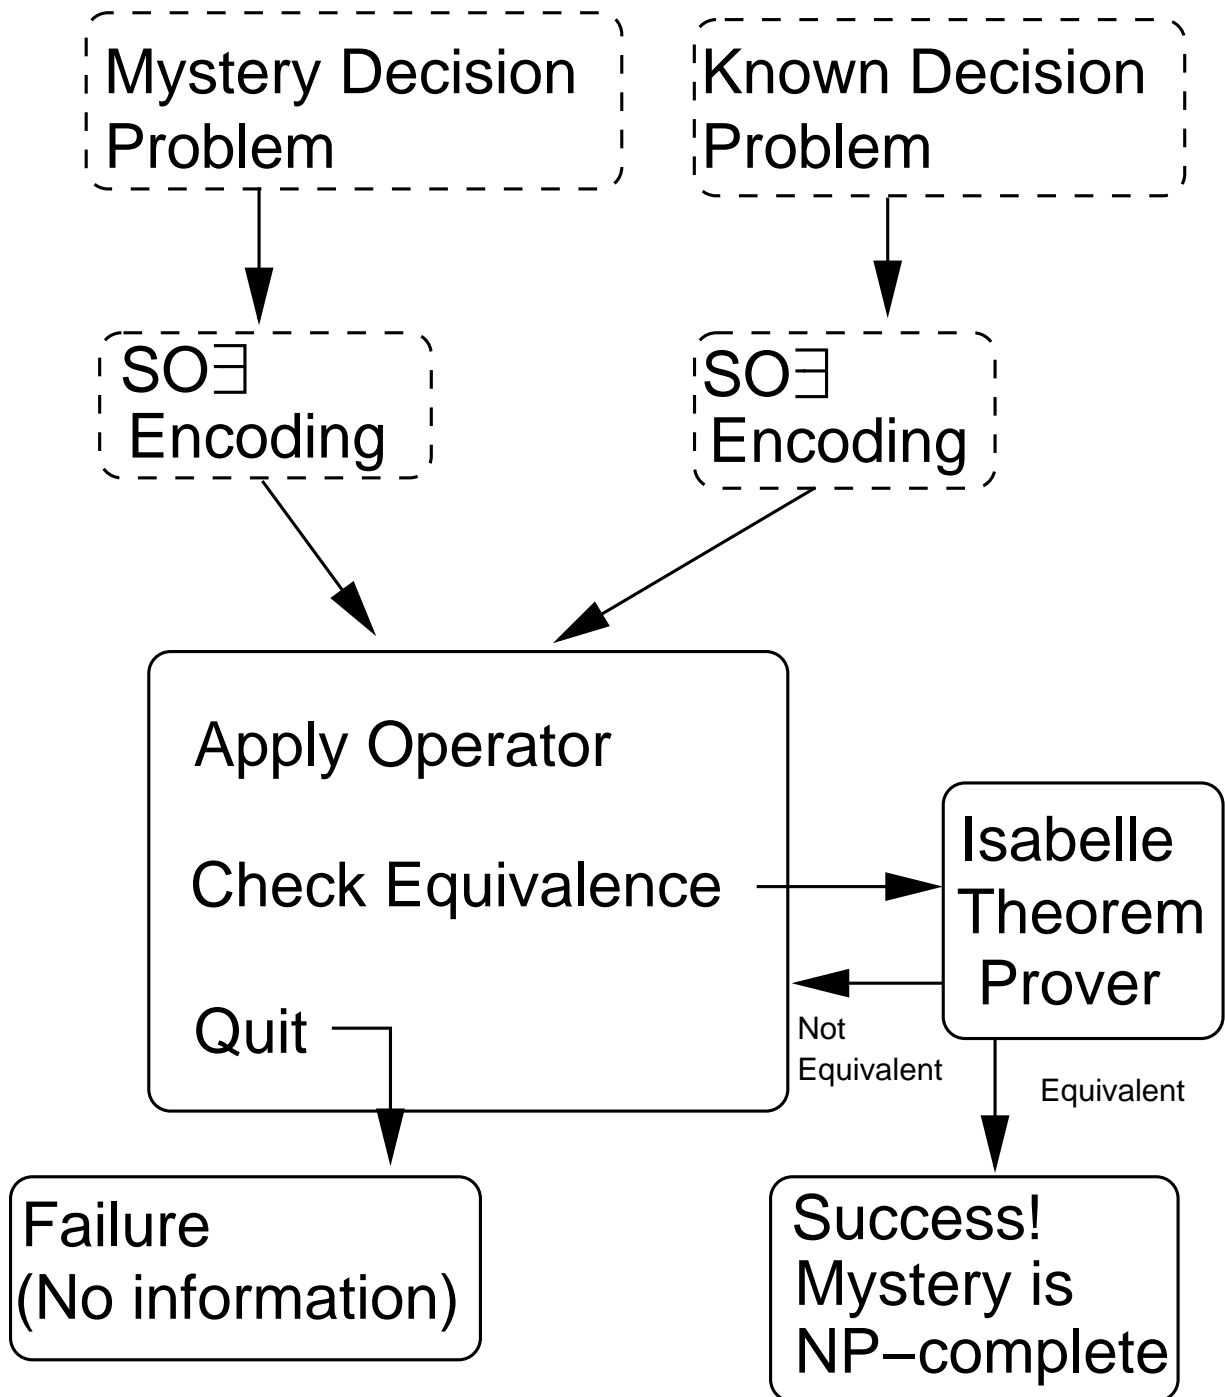 Mystery Decision
Problem
Known Decision
Problem
SO∃
Encoding
SO∃
Encoding
Apply Operator
Check Equivalence
Quit
Isabelle
Theorem
Prover
Not
Equivalent
Equivalent
Failure
(No information)
Success!
Mystery is
NP−complete